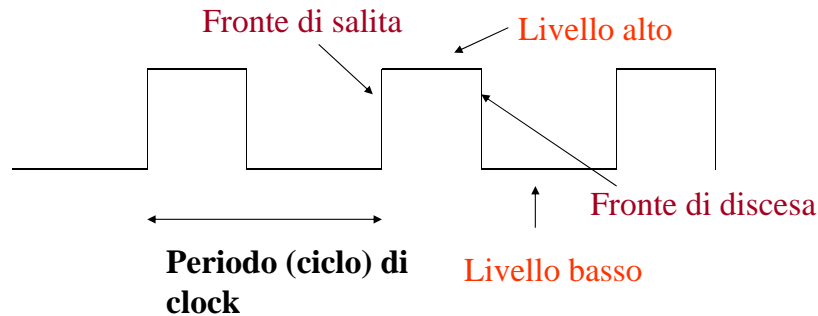 Fronte di salita
Livello alto
Fronte di discesa
Periodo (ciclo) di
clock
Livello basso